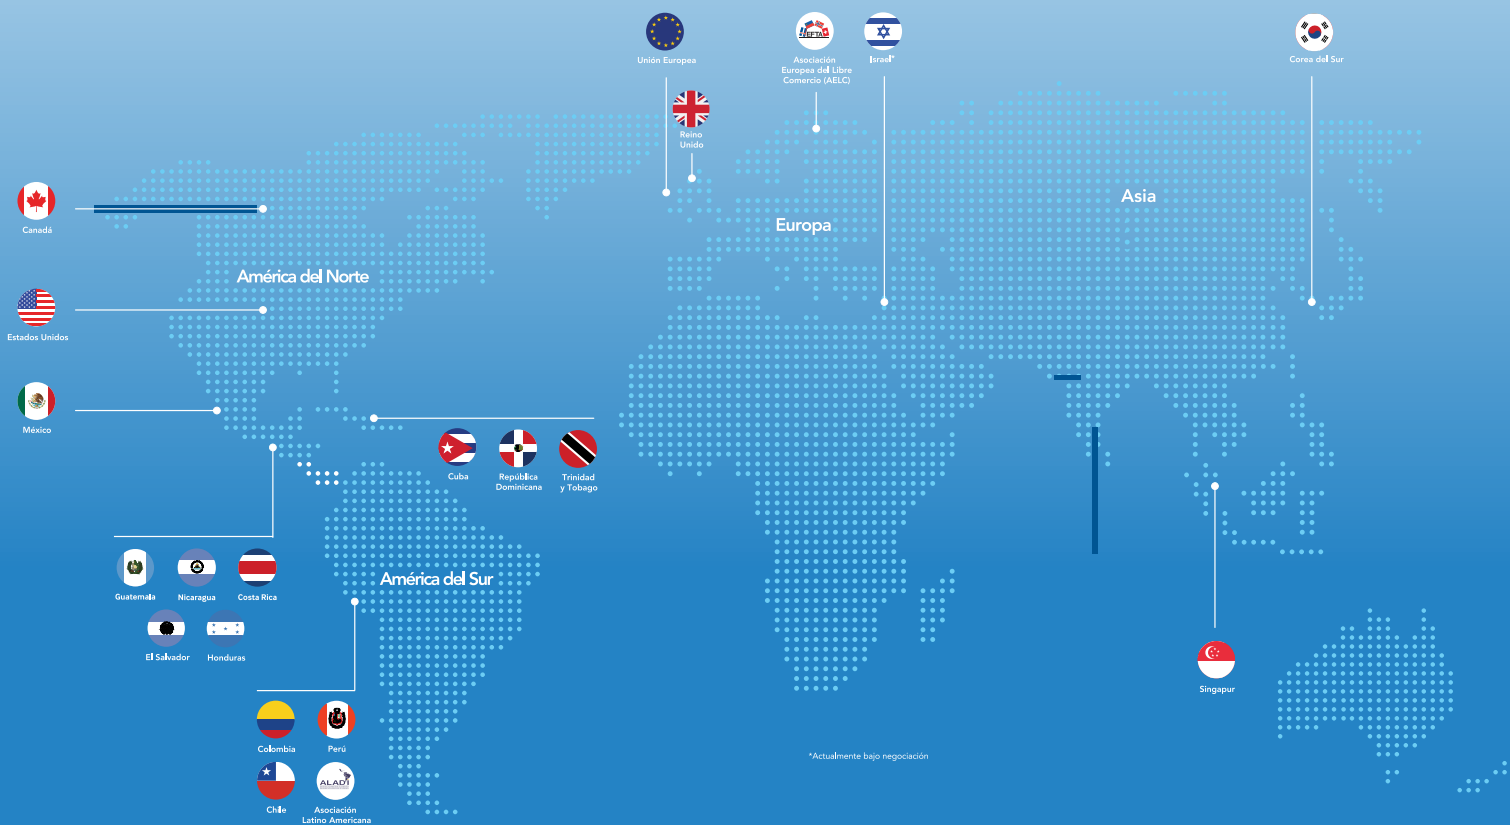 Unión Europea
EFTA
Asociación
Europea del Libre
Comercio (AELC)
Israel*
Corea del Sur
Reino
Unido
Canadá
Asia
Europa
América del Norte
Estados Unidos
México
Cuba
República
Dominicana
Trinidad
y Tobago
Guatemala
Nicaragua
Costa Rica
América del Sur
El Salvador
Honduras
Singapur
Colombia
Perú
*Actualmente bajo negociación
ALADI
Chile
Asociación
Latino Americana